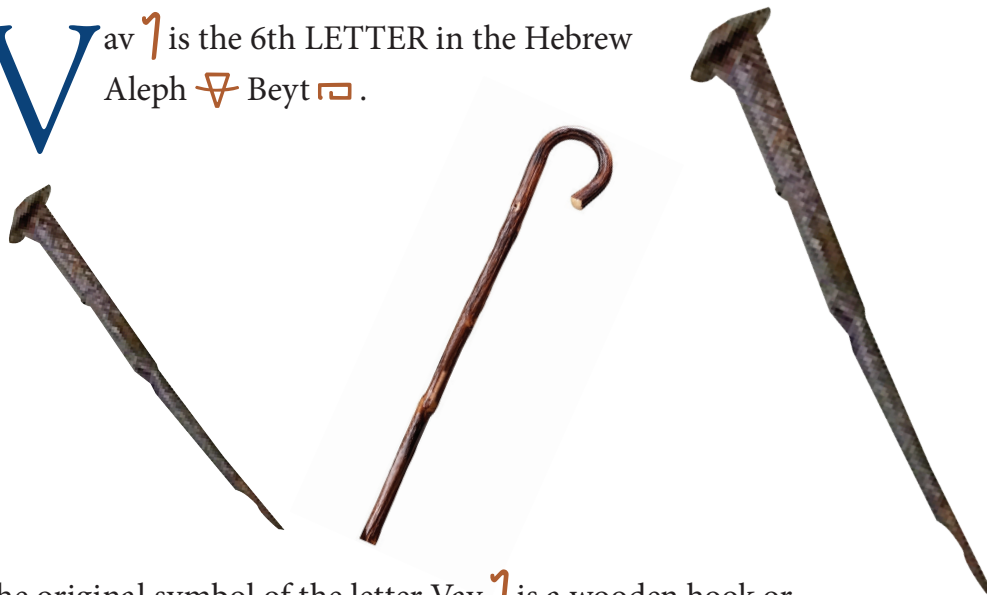 Vav is the 6th LETTER in the Hebrew
Aleph Beyt .
he original symbol of the letter Vav is a wooden hook or